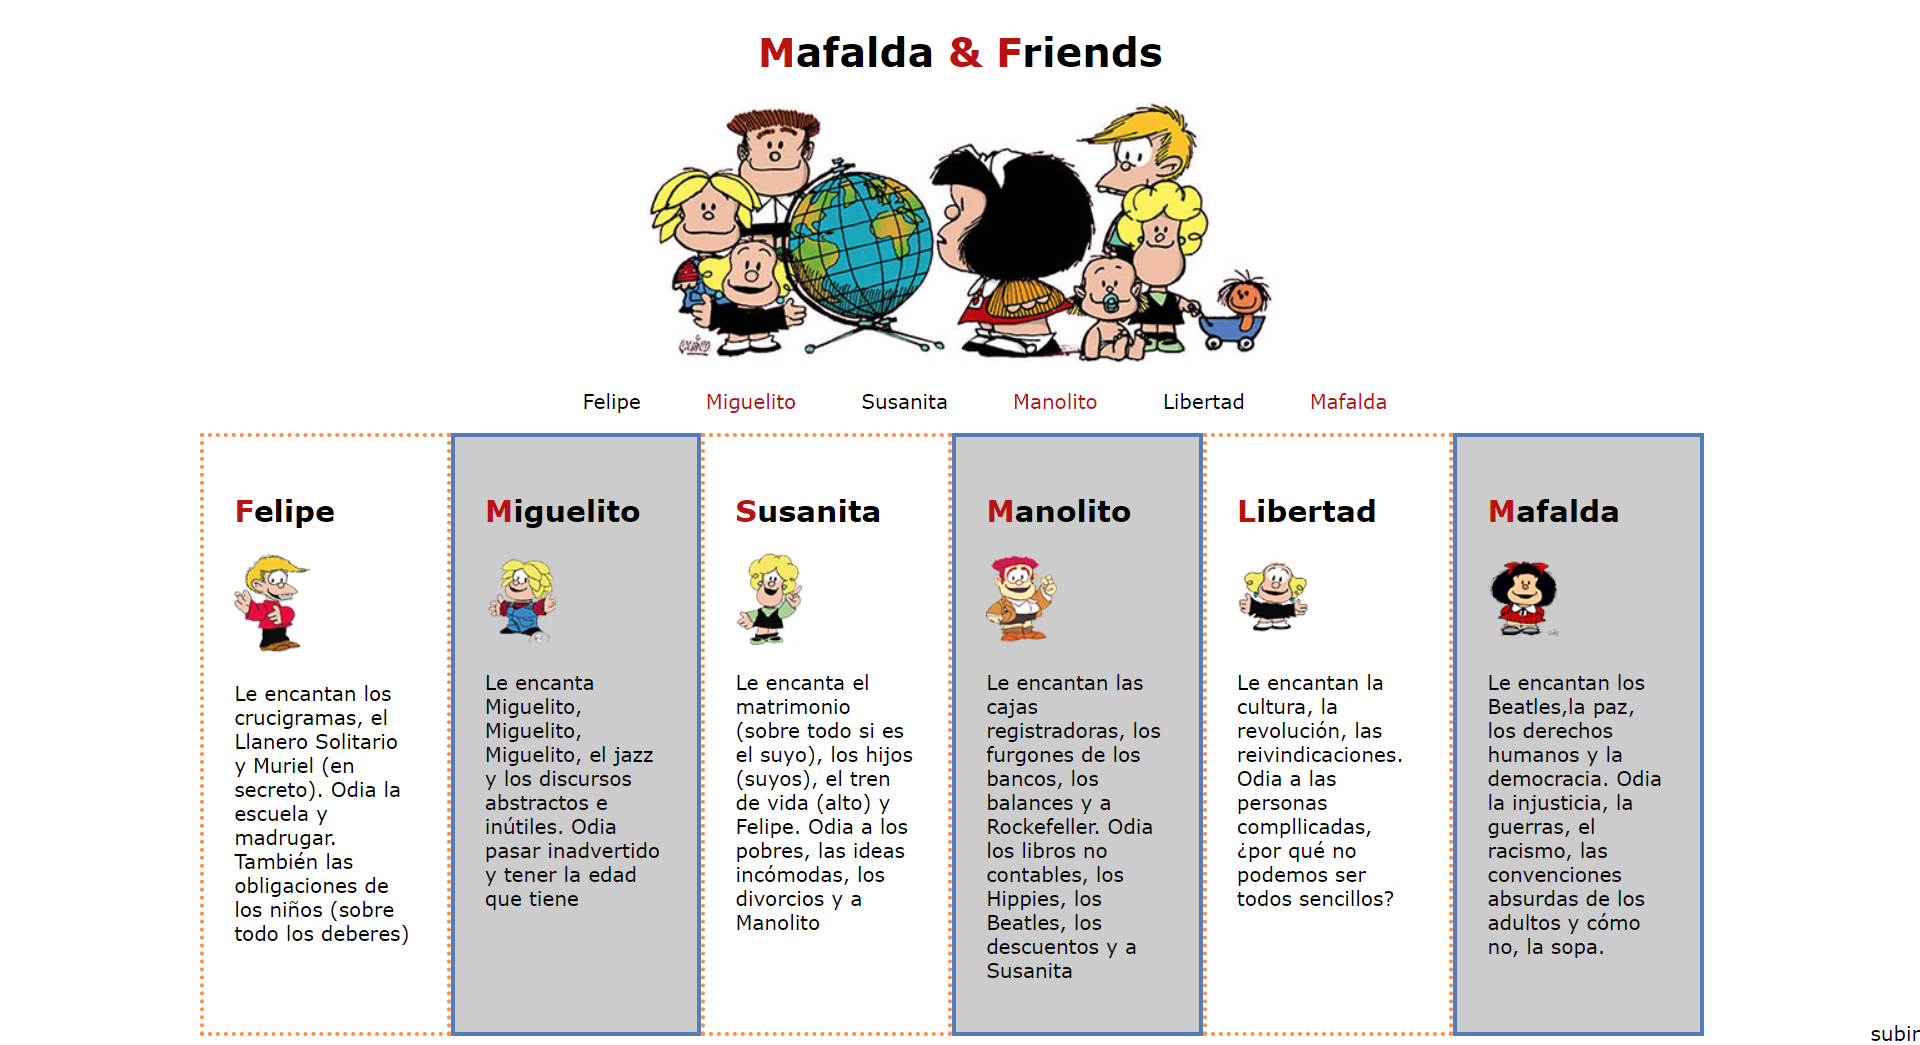 Mafalda & Friends
Felipe Miguelito Susanita Manolito Libertad Mafalda
Felipe
Le encantan los
crucigramas, el
Llanero Solitario
y Muriel (en
secreto). Odia la
escuela y
madrugar.
También las
obligaciones de
los niños (sobre
todo los deberes)
Miguelito
Le encanta
Miguelito,
Miguelito,
Miguelito, el jazz
y los discursos
abstractos e
inútiles. Odia
pasar inadvertido
y tener la edad
que tiene
Susanita
Le encanta el
matrimonio
(sobre todo si es
el suyo), los hijos
(suyos), el tren
de vida (alto) y
Felipe. Odia a los
pobres, las ideas
incómodas, los
divorcios y a
Manolito
Manolito
Le encantan las
cajas
registradoras, los
furgones de los
bancos, los
balances y a
Rockefeller. Odia
los libros no
contables, los
Hippies, los
Beatles, los
descuentos y a
Susanita
Libertad
Le encantan la
cultura, la
revolución, las
reivindicaciones.
Odia a las
personas
compllicadas,
¿por qué no
podemos ser
todos sencillos?
Mafalda
Le encantan los
Beatles,la paz,
los derechos
humanos y la
democracia. Odia
la injusticia, la
guerras, el
racismo, las
convenciones
absurdas de los
adultos y cómo
no, la sopa.
subir